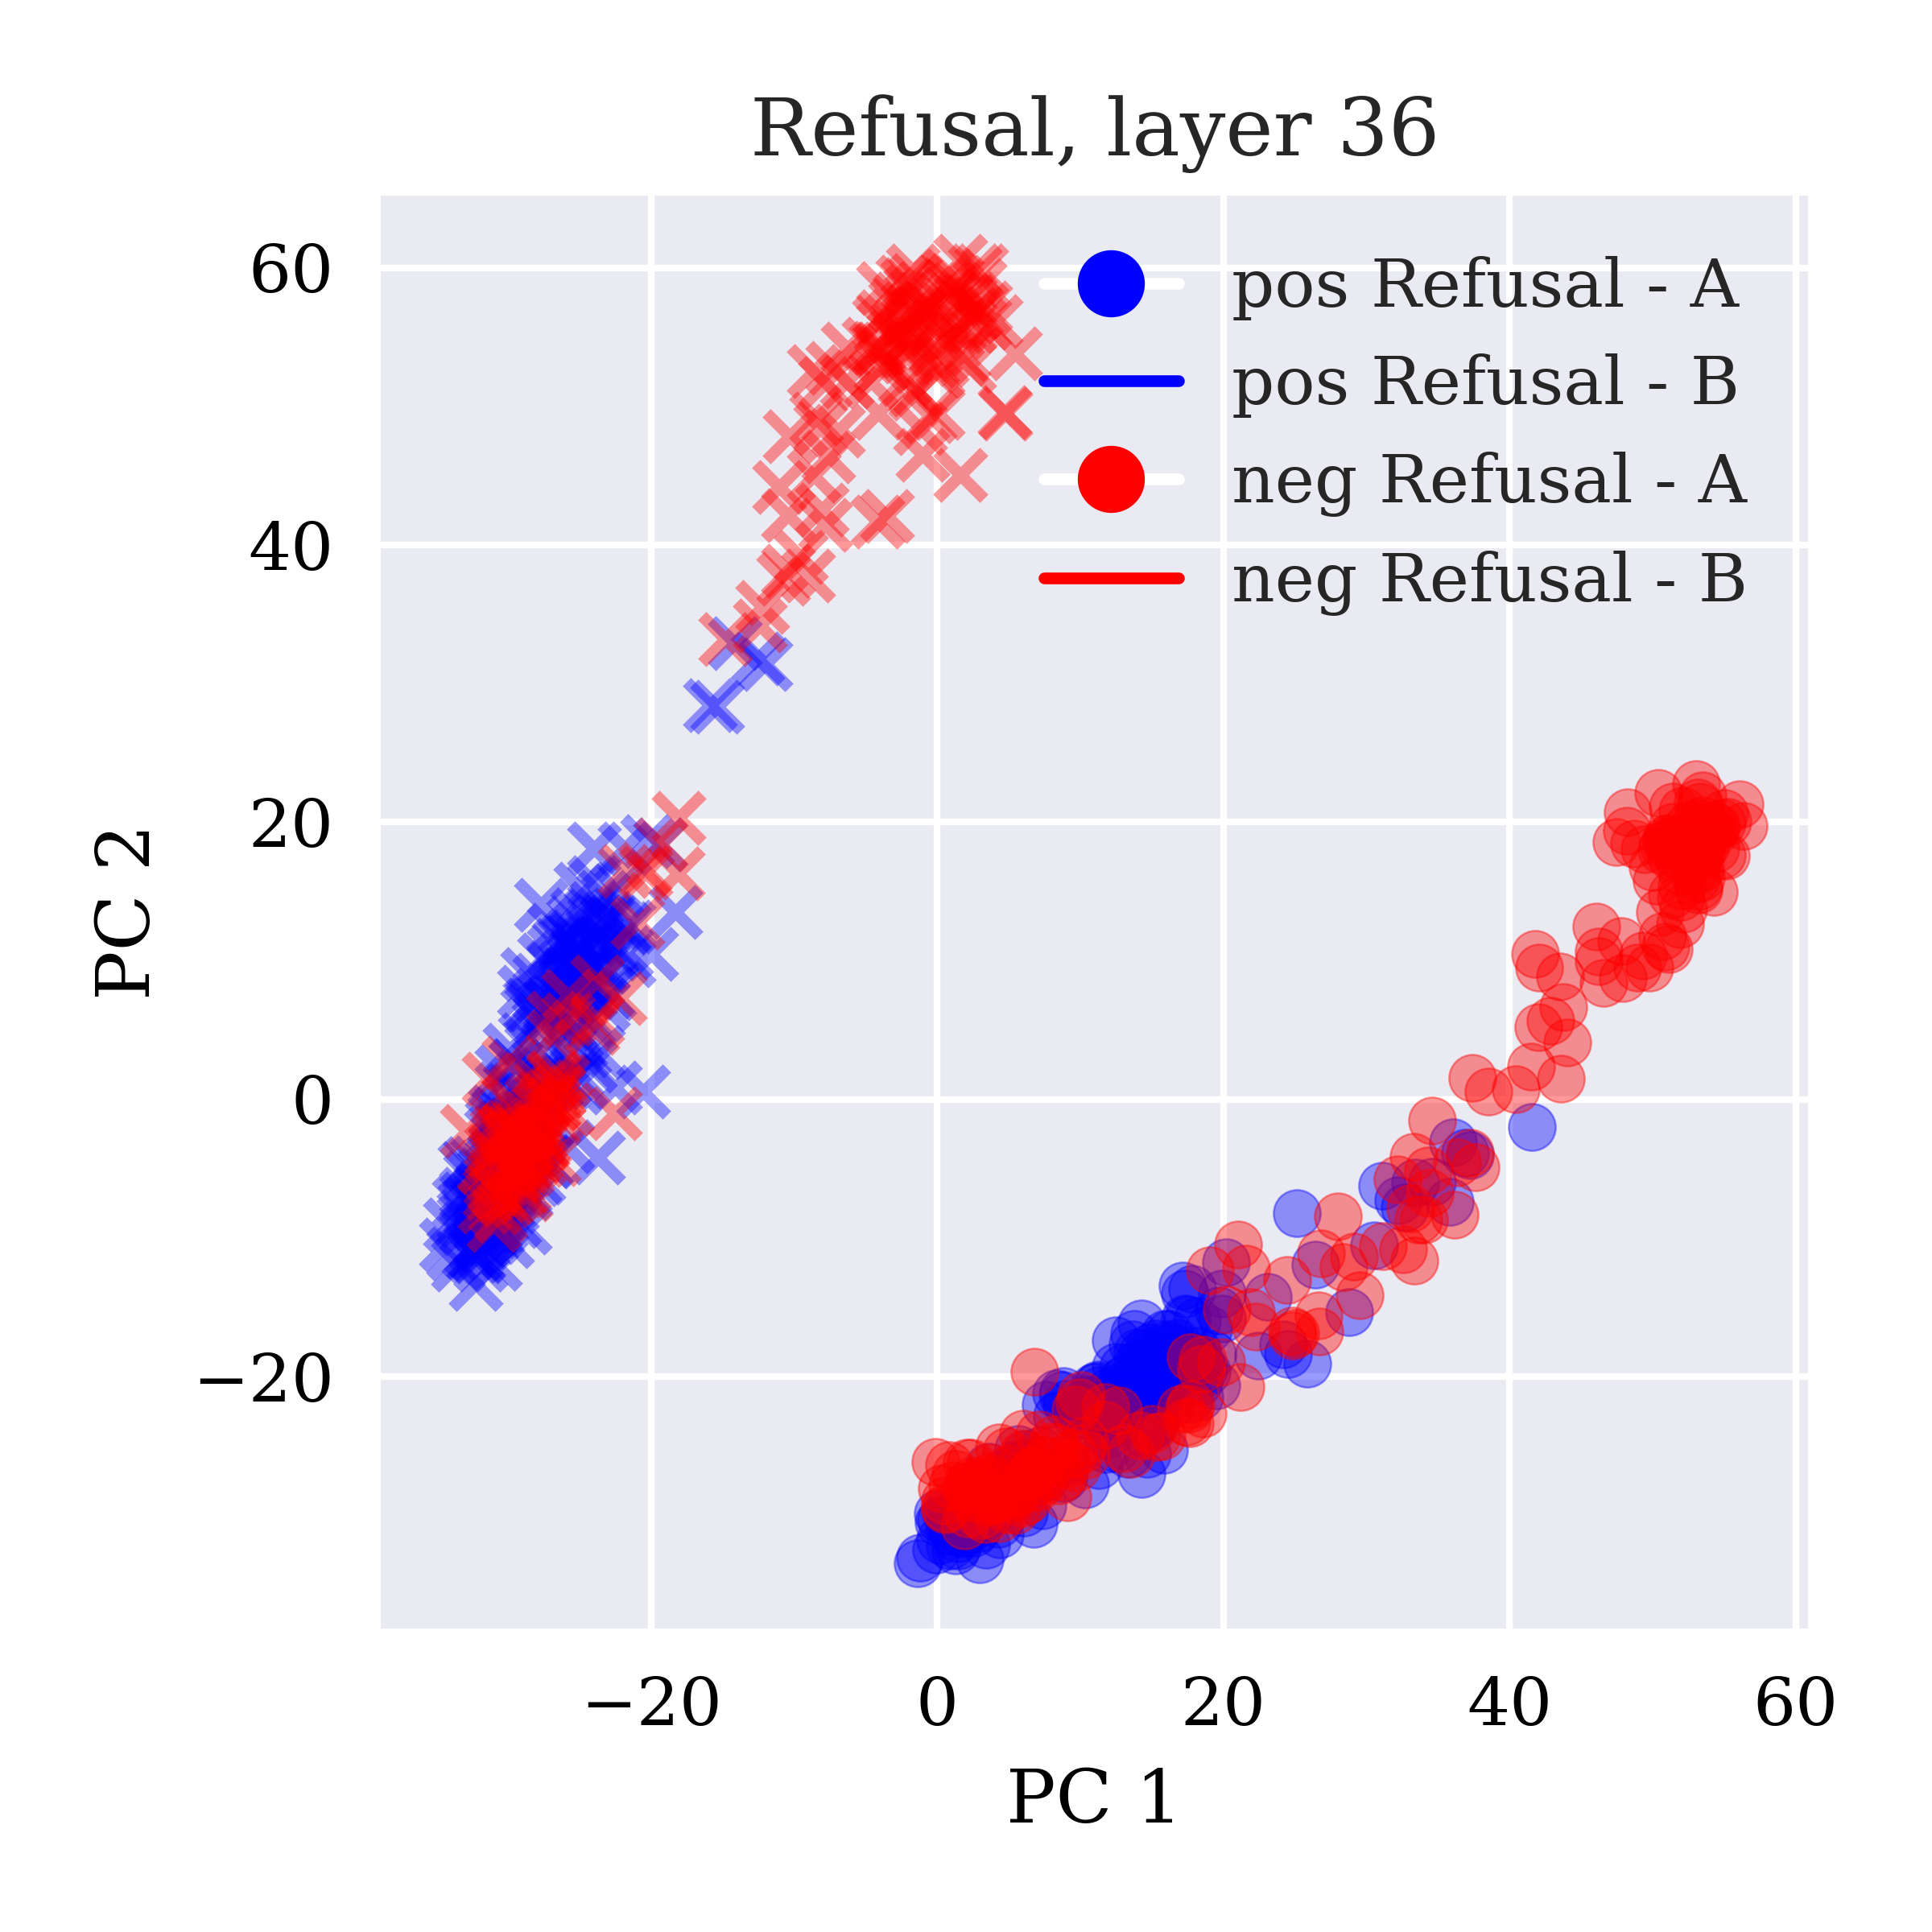 Refusal, layer 36
60
40
20
0
−20
PC 2
pos Refusal - A
pos Refusal - B
neg Refusal - A
neg Refusal - B
−20 0 20 40 60
PC 1